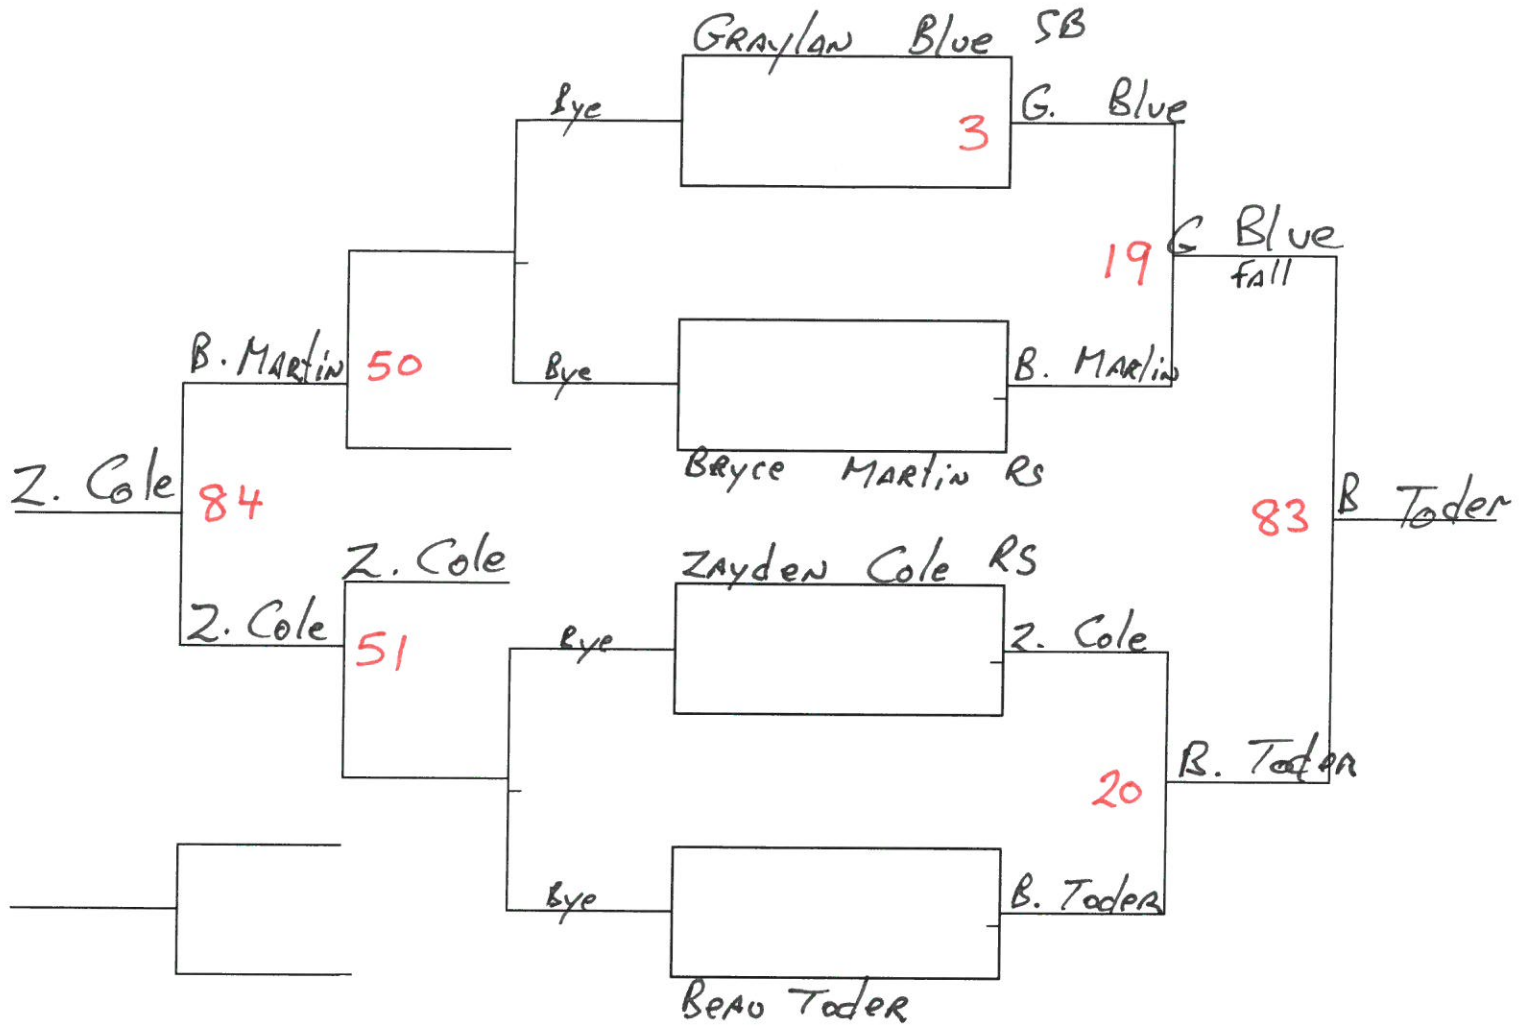 GRAylAN Blue SB
Bye
G. Blue
3
G Blue
fAll
19
B. MARtin
50
Bye
B. MARtin
BRyce MARtin RS
Z. Cole
84
83
B Toder
Z. Cole
ZAydeN Cole RS
Z. Cole
51
Bye
Z. Cole
B. TodeR
20
Bye
B. TodeR
BeAu TodeR